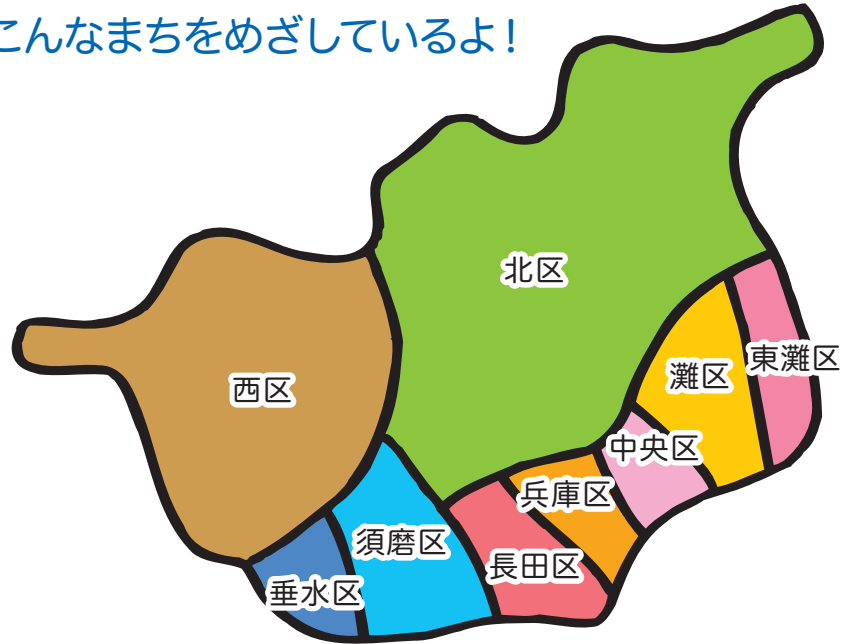 こんなまちをめざしているよ！
北区
西区
灘区
東灘区
中央区
兵庫区
須磨区
長田区
垂水区